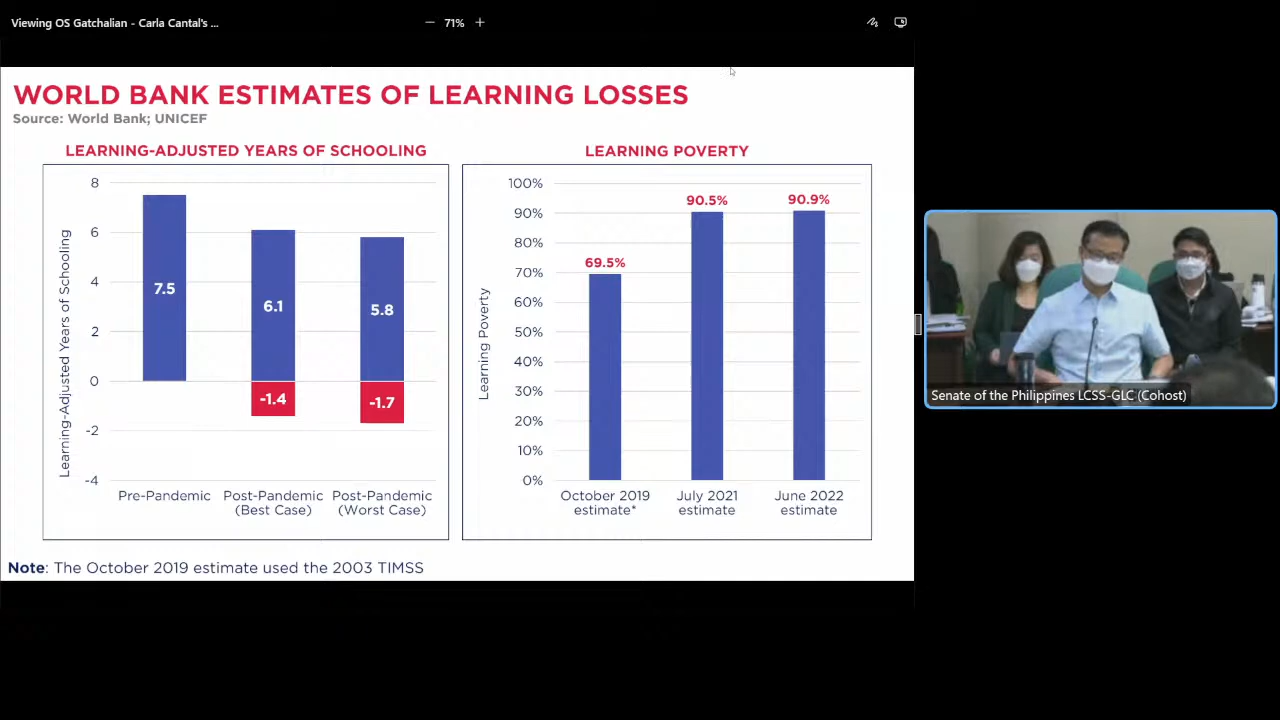 Viewing OS Gatchalian - Carla Cantal's ...
71%
WORLD BANK ESTIMATES OF LEARNING LOSSES
Source: World Bank; UNICEF
LEARNING-ADJUSTED YEARS OF SCHOOLING
Learning-Adjusted Years of Schooling
8
6
4
2
0
-2
-4
7.5
6.1
5.8
-1.4
-1.7
Pre-Pandemic
Post-Pandemic
(Best Case)
Post-Pandemic
(Worst Case)
LEARNING POVERTY
Learning Poverty
100%
90%
80%
70%
60%
50%
40%
30%
20%
10%
0%
69.5%
90.5%
90.9%
October 2019
estimate*
July 2021
estimate
June 2022
estimate
Note: The October 2019 estimate used the 2003 TIMSS
Senate of the Philippines LCSS-GLC (Cohost)